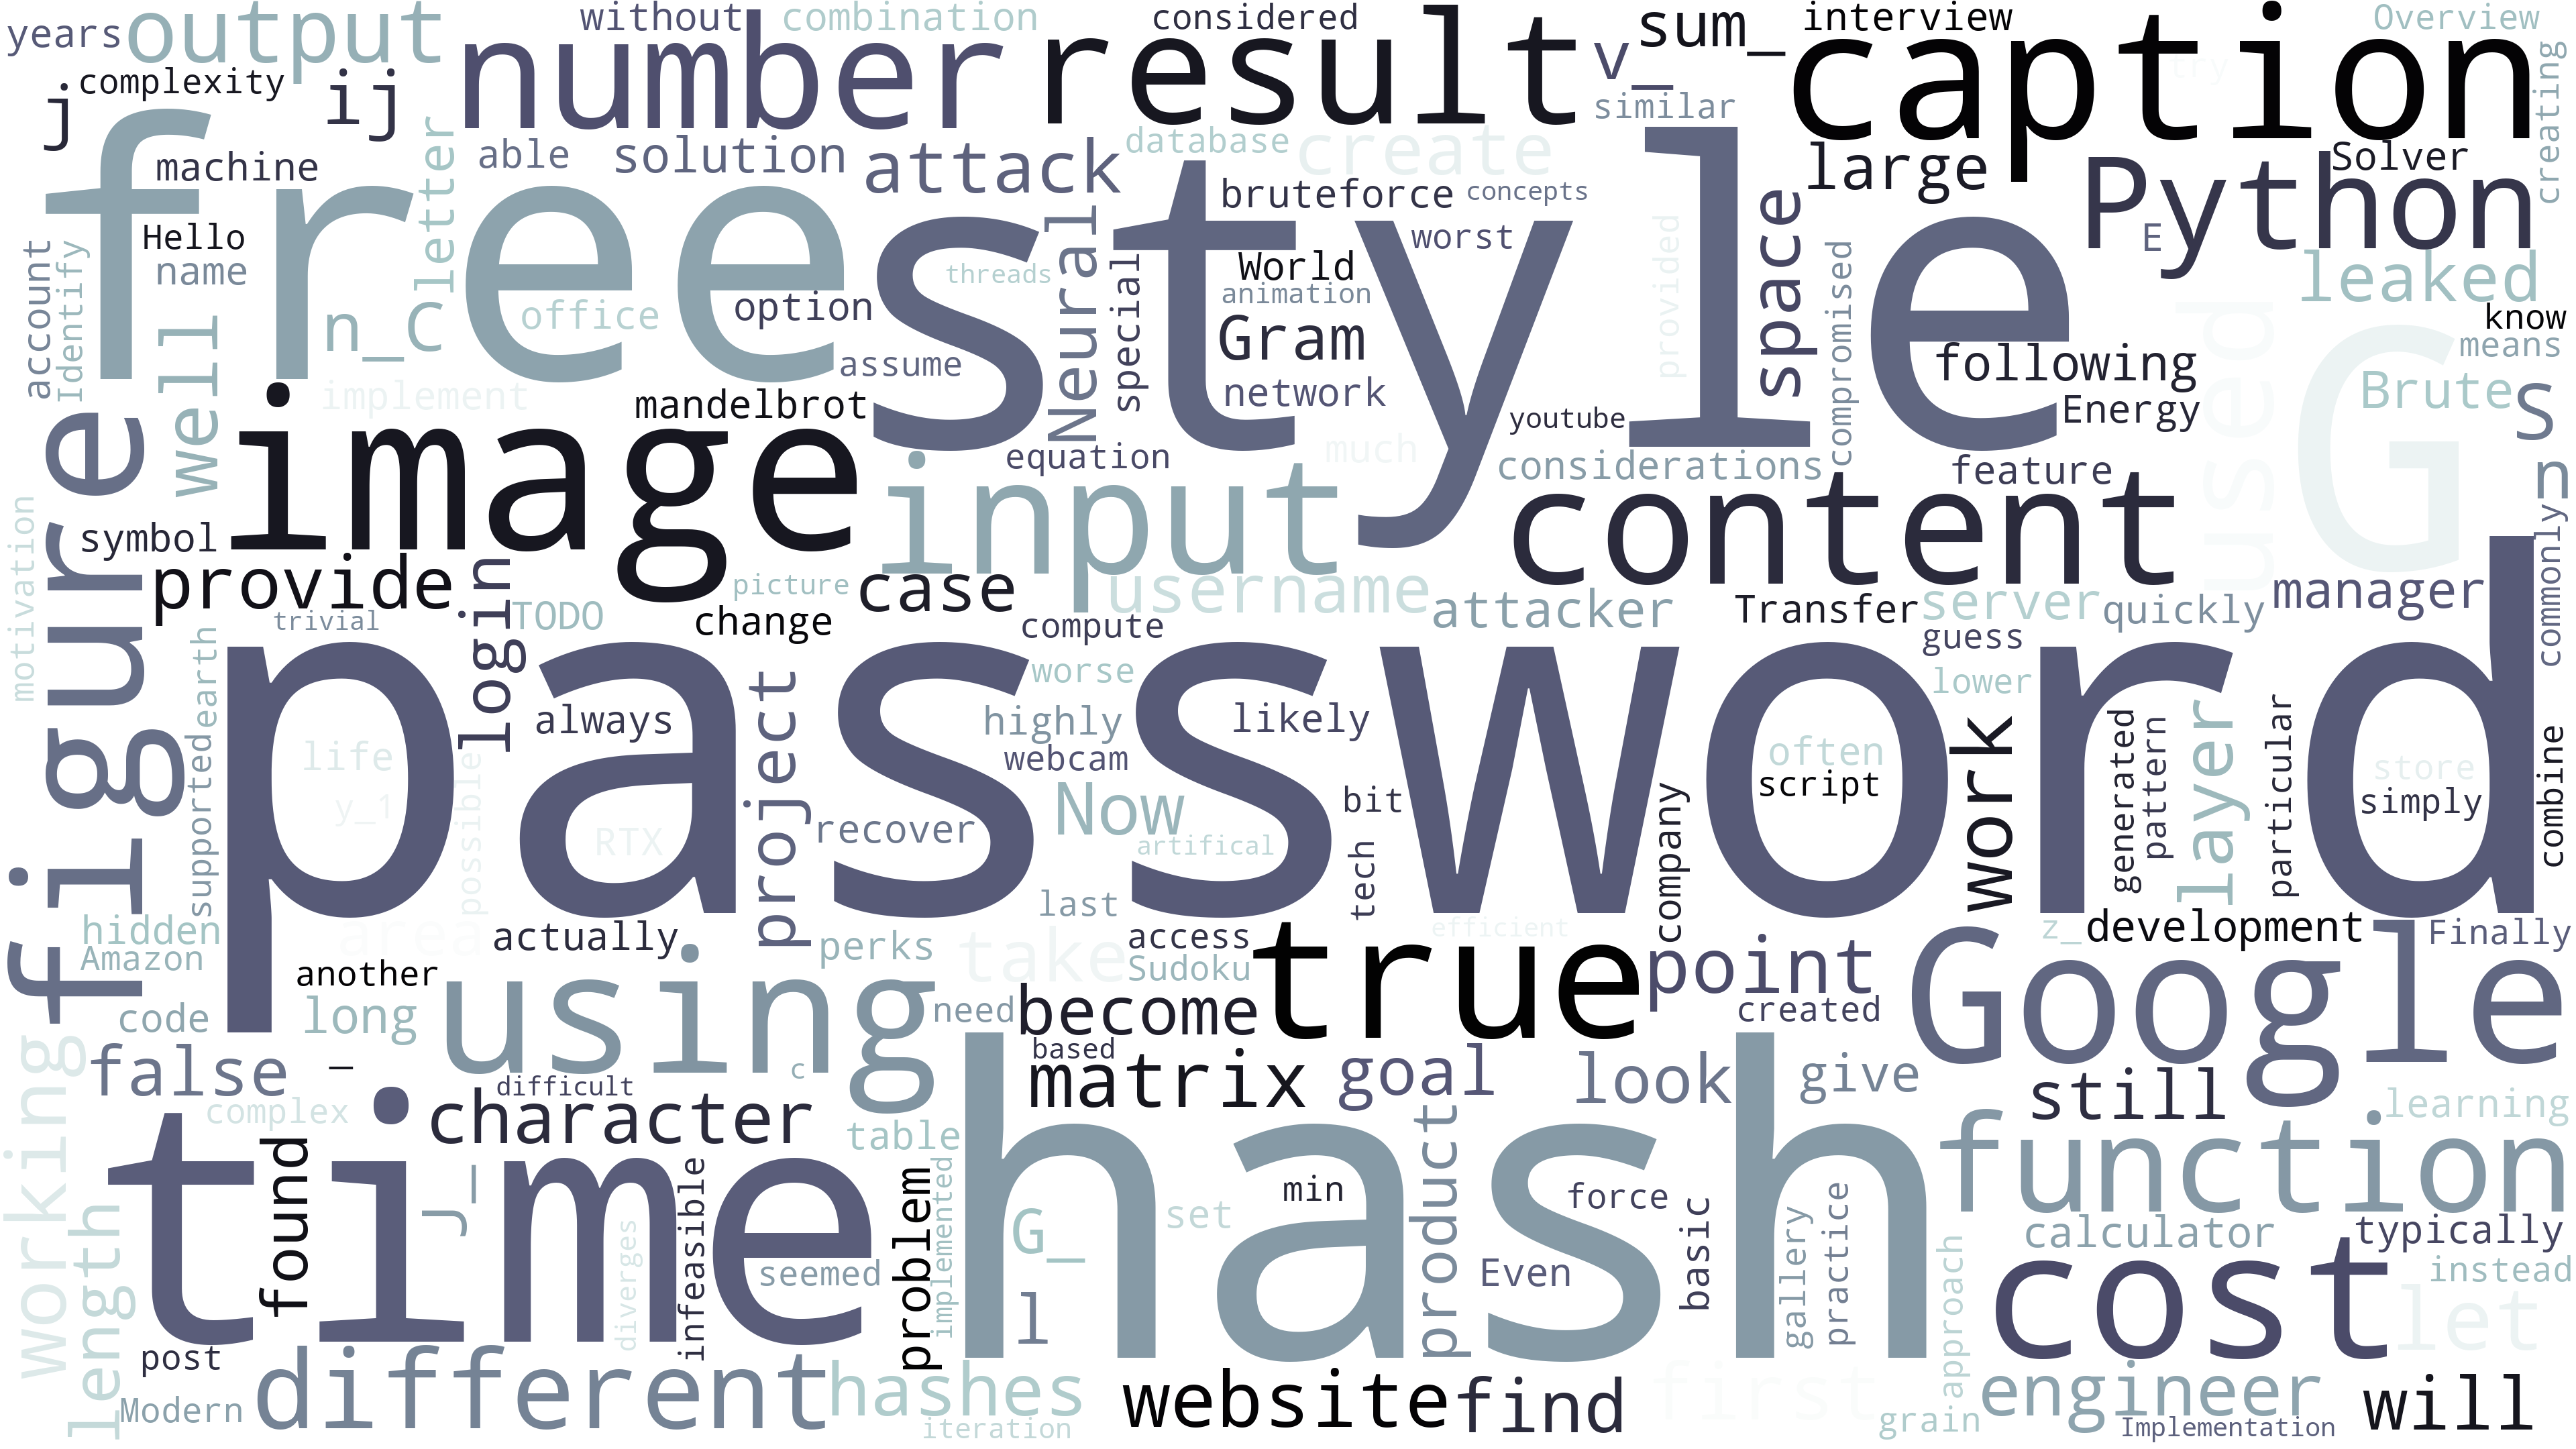 years
output
without
combination
considered
v_
sum_
interview
Overview
complexity
j
ij
number
result
similar
caption
try
creating
machine
able
solution
attack
database
create
large
Python
Solver
letter
Hello
name
free
style
bruteforce
concepts
worst
E
leaked
account
Identify
n_C
office
option
threads
Neural
special
World
animation
Gram
network
provided
space
compromised
following
Energy
used
G
know
means
Brute
S
well
implement
assume
mandelbrot
equation
much
youtube
considerations
feature
n
figure
image
input
content
motivation
symbol
provide
login
TODO
trivial
picture
change
case
compute
username
attacker
Transfer
server
quickly
guess
manager
commonly
supported
earth
password
always
project
worse
highly
webcam
likely
lower
often
script
work
generated
pattern
layer
particular
store
simply
combine
life
y_1
possible
RTX
recover
Now
artifical
bit
tech
company
hidden
Amazon
area
actually
perks
last
take
access
Sudoku
efficient
true
point
z_
development
Finally
another
code
long
using
need
become
created
Google
working
false
_
difficult
c
based
matrix
goal
look
give
still
learning
complex
character
table
function
time
found
j_
diverges
infeasible
seemed
problem
implemented
hash
G_
l
set
min
product
Even
force
basic
gallery
practice
approach
calculator
typically
cost
instead
let
length
post
Modern
different
hashes
iteration
website
find
first
grain
engineer
Implementation
will